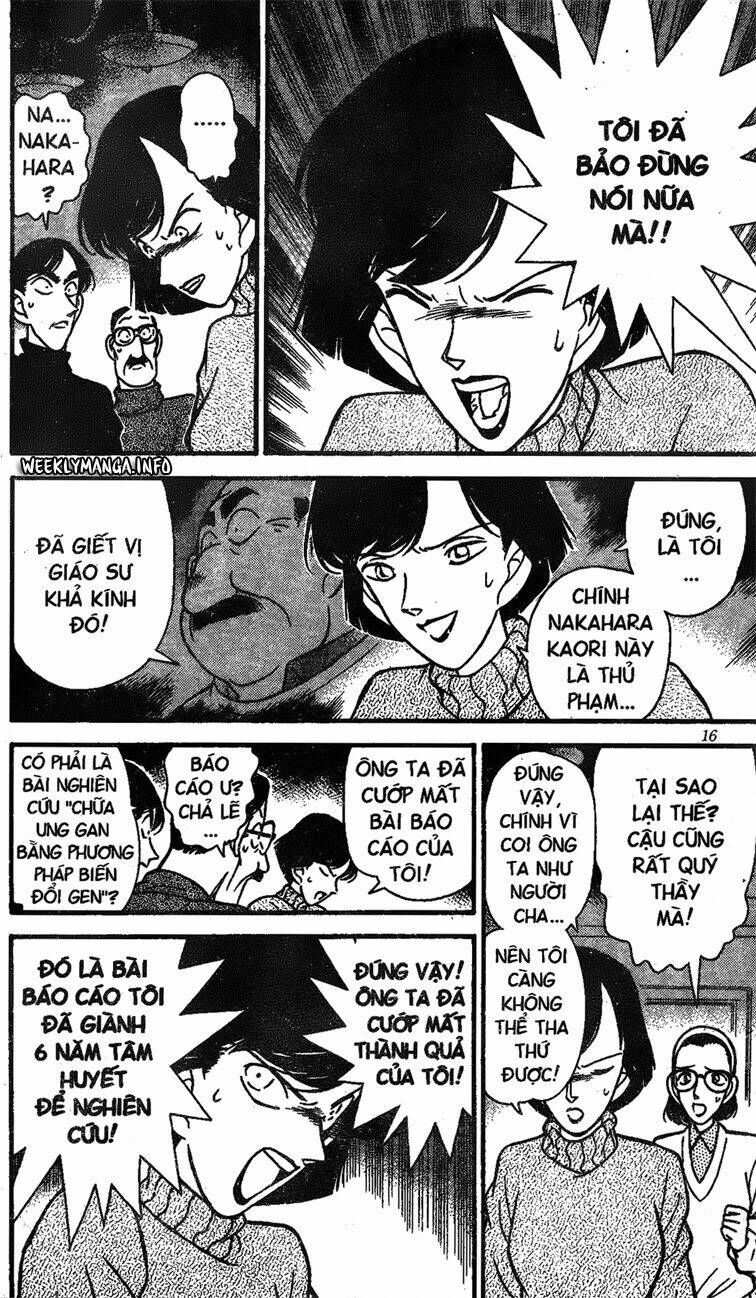 TÔI ĐÃ
BẢO ĐỪNG
NÓI NỮA
MÀ!!
.....
NA...
NAKA-
HARA
?
WEEKLYMANGA.INFO
ĐÚNG,
LÀ TÔI
...
CHÍNH
NAKAHARA
KAORI NÀY
LÀ THỦ
PHẠM...
ĐÃ GIẾT VỊ
GIÁO SƯ
KHẢ KÍNH
ĐÓ!
16
TẠI SAO
LẠI THẾ?
CẬU CŨNG
RẤT QUÝ
THẦY
MÀ!
ĐÚNG
VẬY,
CHÍNH VÌ
COI ÔNG
TA NHƯ
NGƯỜI
CHA...
NÊN TÔI
CÀNG
KHÔNG
THỂ THA
THỨ
ĐƯỢC!
ÔNG TA ĐÃ
CƯỚP MẤT
BÀI BÁO
CÁO CỦA
TÔI!
BÁO
CÁO Ư?
CHẢ LẼ
...
CÓ PHẢI LÀ
BÀI NGHIÊN
CỨU "CHỮA
UNG GAN
BẰNG PHƯƠNG
PHÁP BIẾN
ĐỔI GEN"?
ĐÚNG VẬY!
ÔNG TA ĐÃ
CƯỚP MẤT
THÀNH QUẢ
CỦA TÔI!
ĐÓ LÀ BÀI
BÁO CÁO TÔI
ĐÃ GIÀNH
6 NĂM TÂM
HUYẾT
ĐỂ NGHIÊN
CỨU!